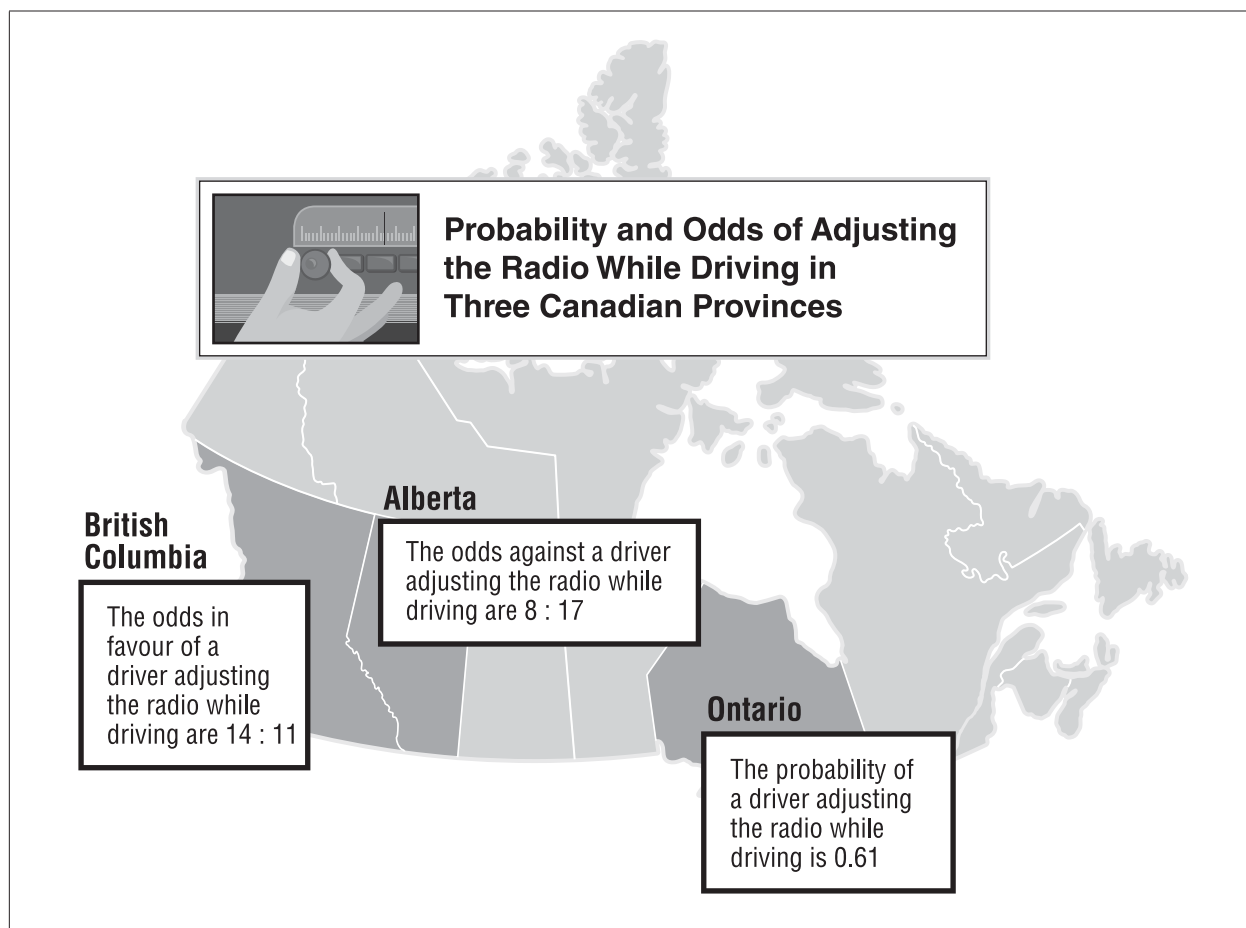 Probability and Odds of Adjusting
the Radio While Driving in
Three Canadian Provinces
British
Columbia
The odds in
favour of a
driver adjusting
the radio while
driving are 14 : 11
Alberta
The odds against a driver
adjusting the radio while
driving are 8 : 17
Ontario
The probability of
a driver adjusting
the radio while
driving is 0.61